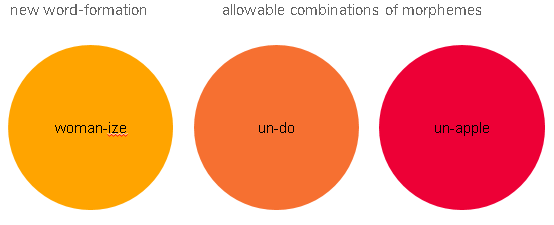 new word-formation
allowable combinations of morphemes
woman-ize
un-do
un-apple